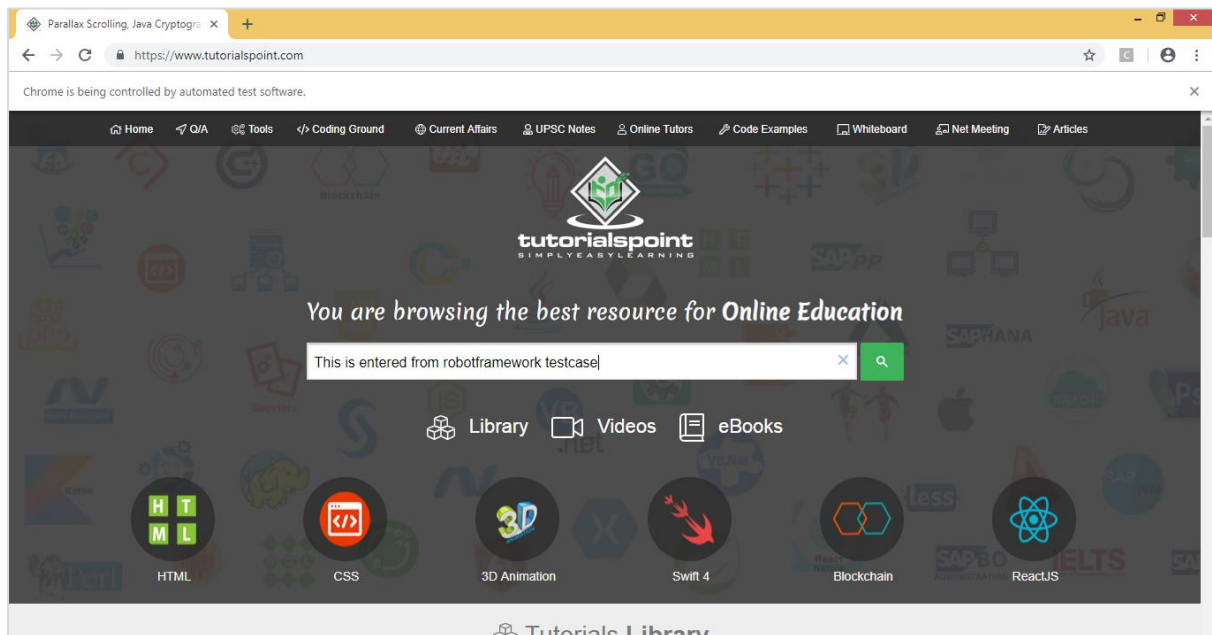 Parallax Scrolling, Java Cryptogra
https://www.tutorialspoint.com
Chrome is being controlled by automated test software.
Home Q/A Tools Coding Ground Current Affairs UPSC Notes Online Tutors Code Examples Whiteboard Net Meeting Articles
tutorialspoint
SIMPLYEASYLEARNING
You are browsing the best resource for Online Education
This is entered from robotframework testcase
Library Videos eBooks
H T
M L
</>
3D
HTML CSS 3D Animation Swift 4 Blockchain ReactJS
Tutorials Library